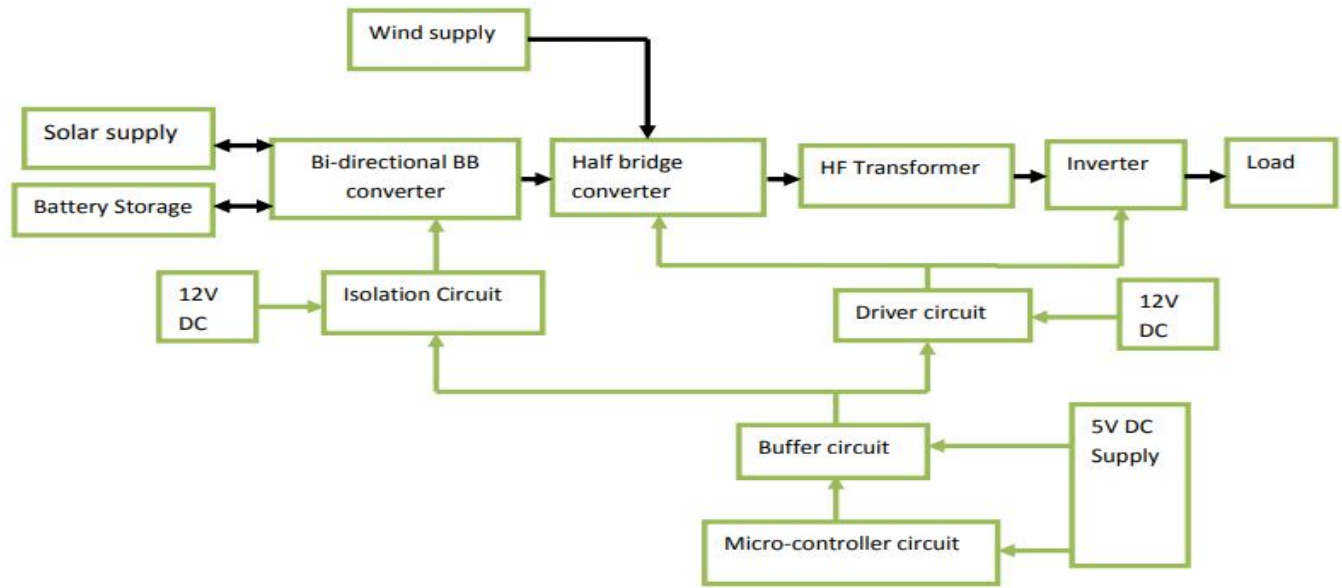 Wind supply
Solar supply
Bi-directional BB
converter
Half bridge
converter
HF Transformer
Inverter
Load
Battery Storage
12V
DC
Isolation Circuit
Driver circuit
12V
DC
Buffer circuit
5V DC
Supply
Micro-controller circuit